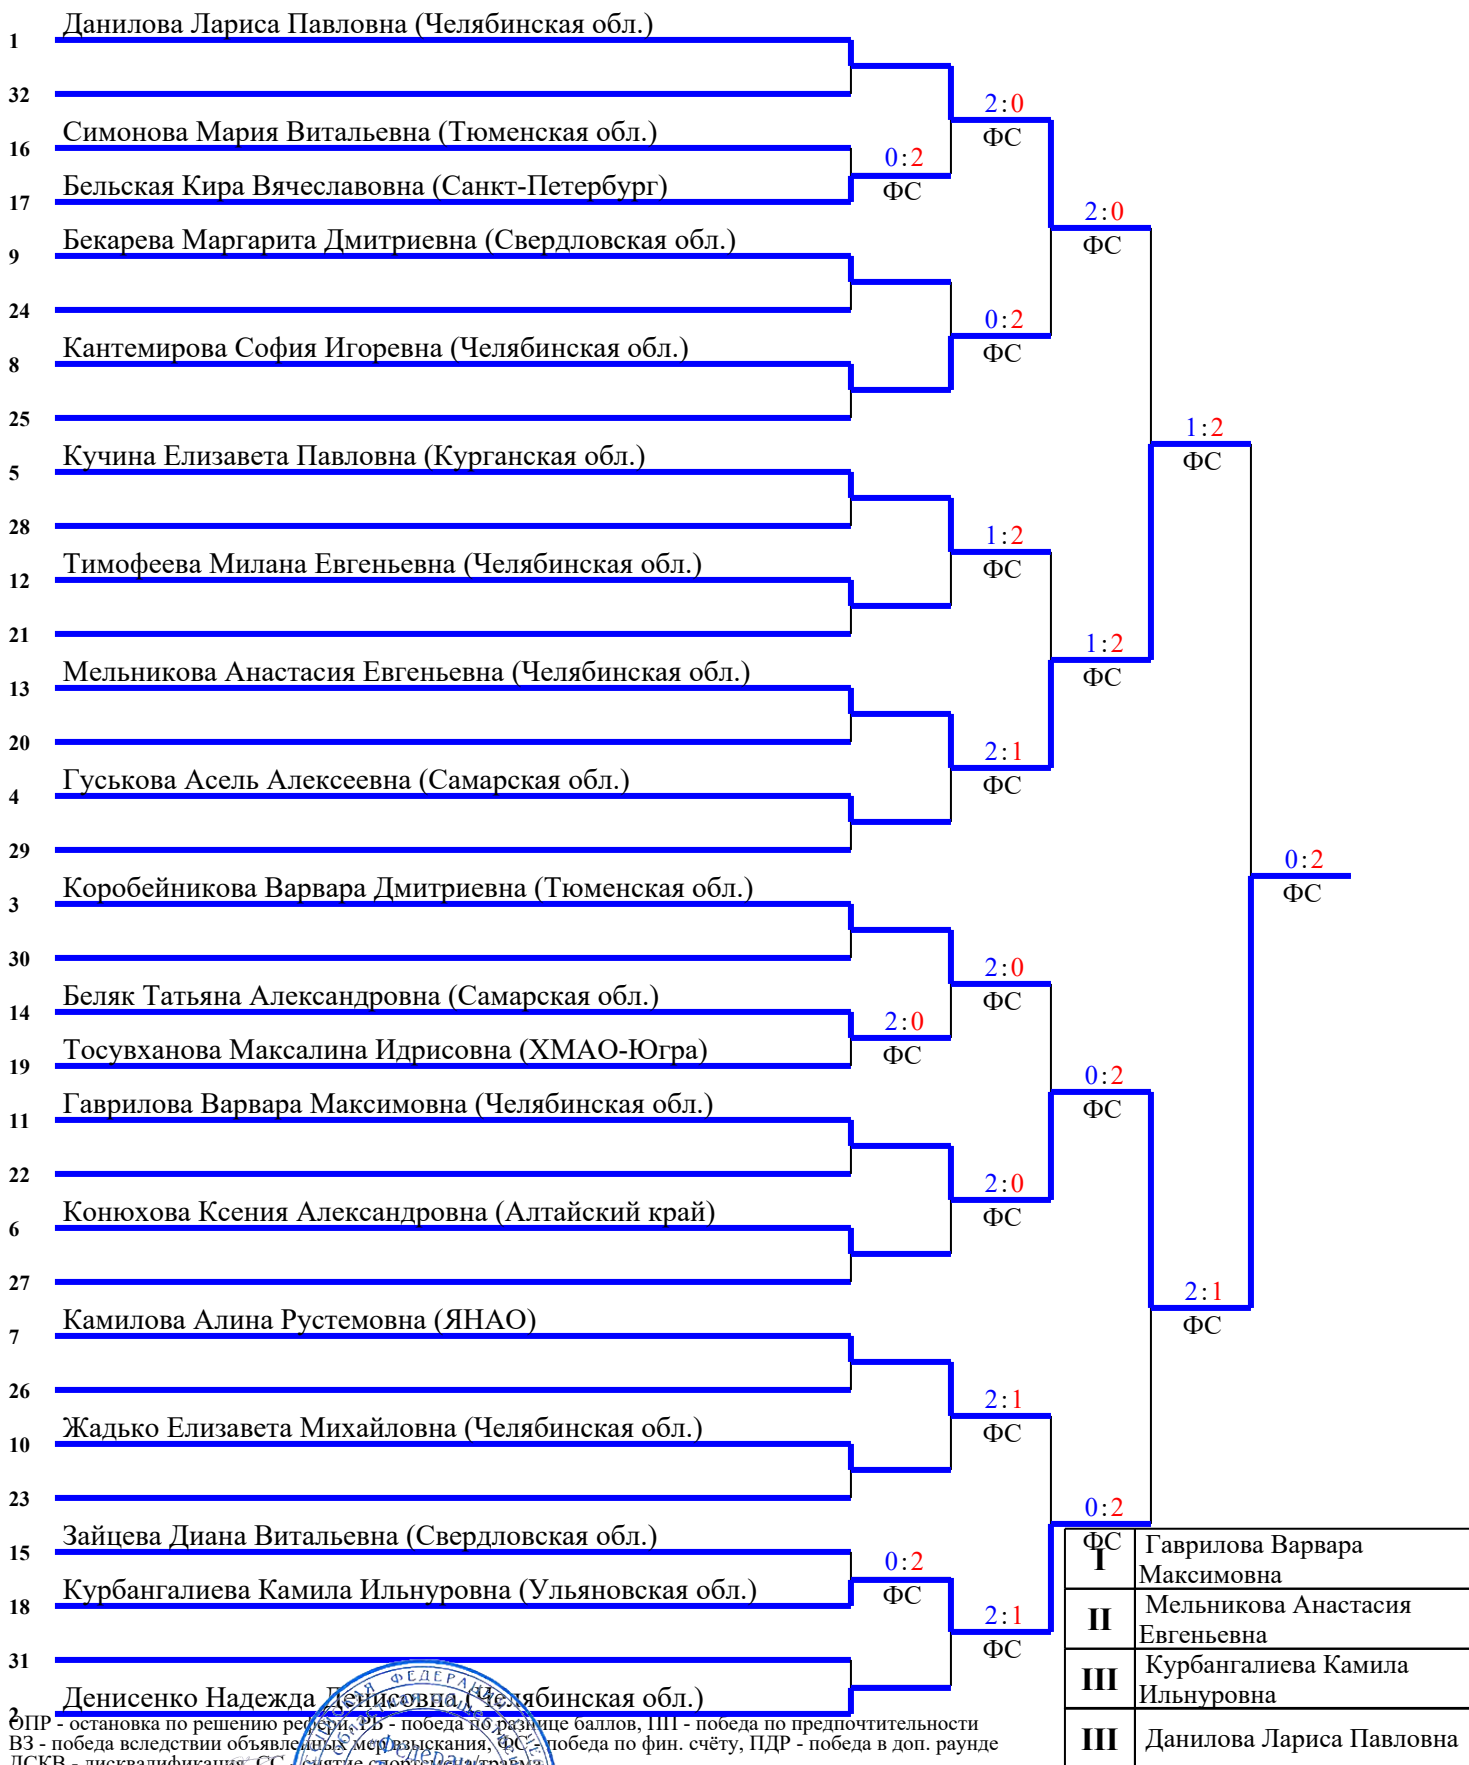 1 Данилова Лариса Павловна (Челябинская обл.)
32
2:0
ФС
16 Симонова Мария Витальевна (Тюменская обл.)
0:2
ФС
17 Бельская Кира Вячеславовна (Санкт-Петербург)
2:0
ФС
9 Бекарева Маргарита Дмитриевна (Свердловская обл.)
24
0:2
ФС
8 Кантемирова София Игоревна (Челябинская обл.)
25
1:2
ФС
5 Кучина Елизавета Павловна (Курганская обл.)
28
1:2
ФС
12 Тимофеева Милана Евгеньевна (Челябинская обл.)
21
1:2
ФС
13 Мельникова Анастасия Евгеньевна (Челябинская обл.)
20
2:1
ФС
4 Гуськова Асель Алексеевна (Самарская обл.)
29
0:2
ФС
3 Коробейникова Варвара Дмитриевна (Тюменская обл.)
30
2:0
ФС
14 Беляк Татьяна Александровна (Самарская обл.)
2:0
ФС
19 Тосувханова Максалина Идрисовна (ХМАО-Югра)
0:2
ФС
11 Гаврилова Варвара Максимовна (Челябинская обл.)
22
2:0
ФС
6 Конюхова Ксения Александровна (Алтайский край)
27
2:1
ФС
7 Камилова Алина Рустемовна (ЯНАО)
26
2:1
ФС
10 Жадько Елизавета Михайловна (Челябинская обл.)
23
0:2
ФС
15 Зайцева Диана Витальевна (Свердловская обл.)
0:2
ФС
18 Курбангалиева Камила Ильнуровна (Ульяновская обл.)
2:1
ФС
31
2 Денисенко Надежда Денисовна (Челябинская обл.)
I Гаврилова Варвара
Максимовна
II Мельникова Анастасия
Евгеньевна
III Курбангалиева Камила
Ильнуровна
III Данилова Лариса Павловна
ОПР - остановка по решению рефери, РБ - победа по разнице баллов, ПП - победа по предпочтительности
ВЗ - победа вследствии объявленных мер взыскания, ФС - победа по фин. счёту, ПДР - победа в доп. раунде
ДСКВ - дисквалификация, СС - снятие спортсмена травма